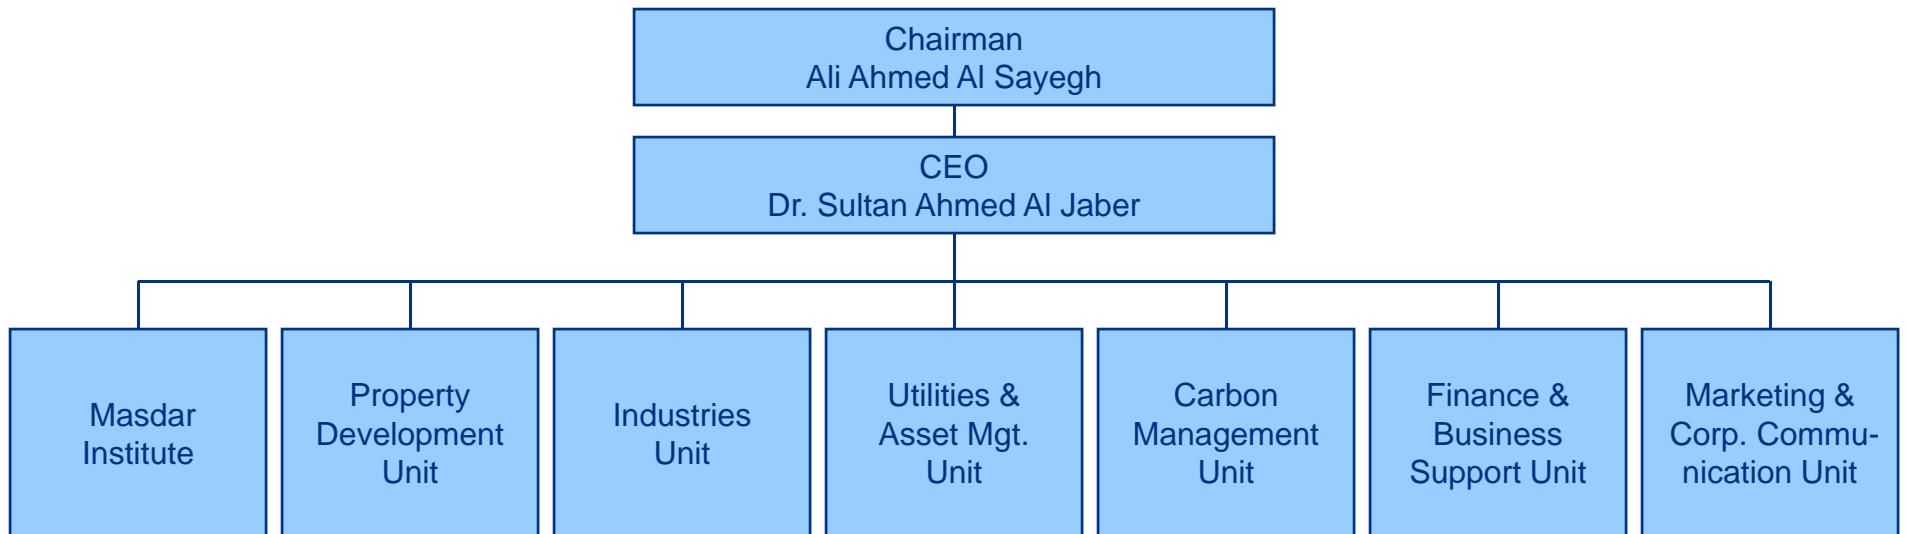 Chairman
Ali Ahmed Al Sayegh
CEO
Dr. Sultan Ahmed Al Jaber
Masdar
Institute
Property
Development
Unit
Industries
Unit
Utilities &
Asset Mgt.
Unit
Carbon
Management
Unit
Finance &
Business
Support Unit
Marketing &
Corp. Commu-
nication Unit